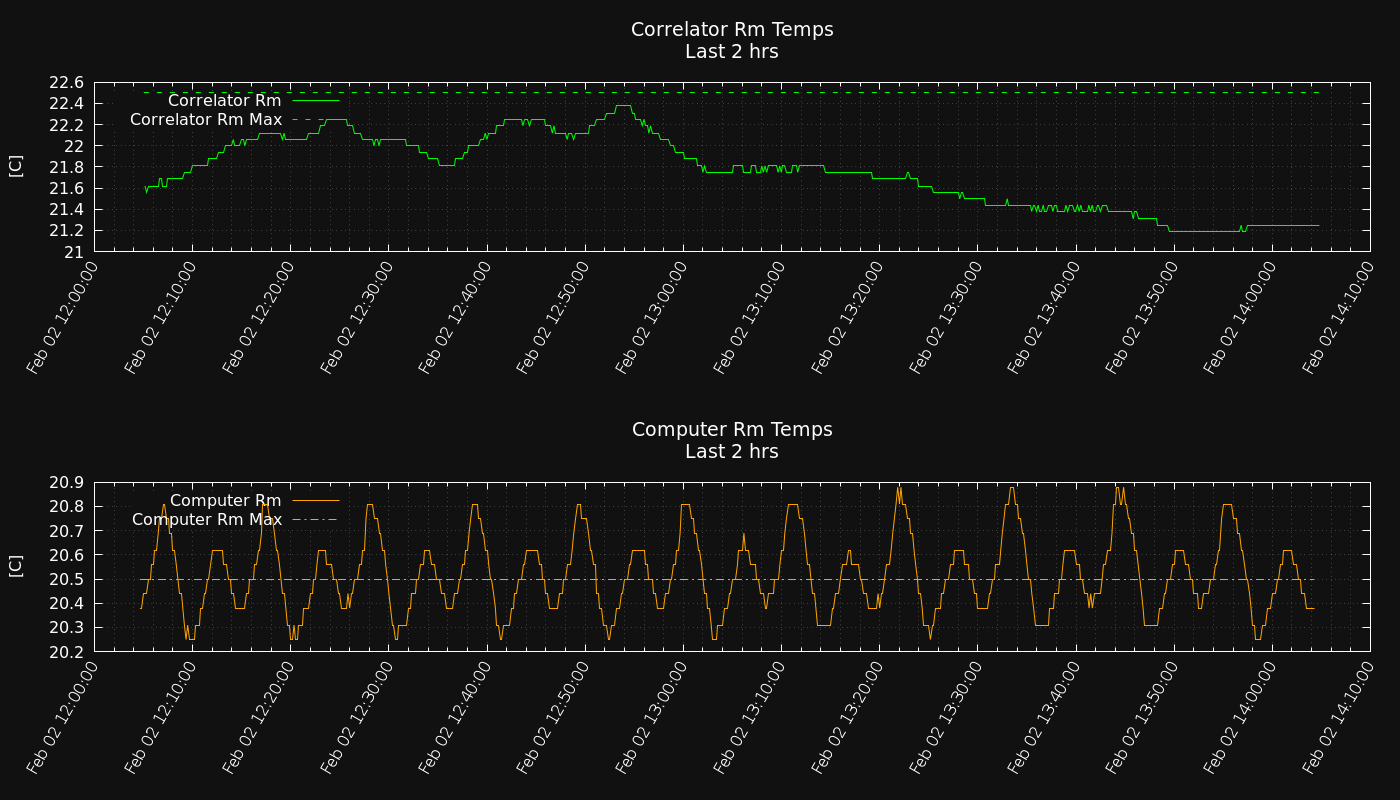 Correlator Rm Temps
Last 2 hrs
22.6
22.4
22.2
22
21.8
21.6
21.4
21.2
21
[C]
Correlator Rm
Correlator Rm Max
Feb 02 12:00:00
Feb 02 12:10:00
Feb 02 12:20:00
Feb 02 12:30:00
Feb 02 12:40:00
Feb 02 12:50:00
Feb 02 13:00:00
Feb 02 13:10:00
Feb 02 13:20:00
Feb 02 13:30:00
Feb 02 13:40:00
Feb 02 13:50:00
Feb 02 14:00:00
Feb 02 14:10:00
Computer Rm Temps
Last 2 hrs
20.9
20.8
20.7
20.6
20.5
20.4
20.3
20.2
[C]
Computer Rm
Computer Rm Max
Feb 02 12:00:00
Feb 02 12:10:00
Feb 02 12:20:00
Feb 02 12:30:00
Feb 02 12:40:00
Feb 02 12:50:00
Feb 02 13:00:00
Feb 02 13:10:00
Feb 02 13:20:00
Feb 02 13:30:00
Feb 02 13:40:00
Feb 02 13:50:00
Feb 02 14:00:00
Feb 02 14:10:00